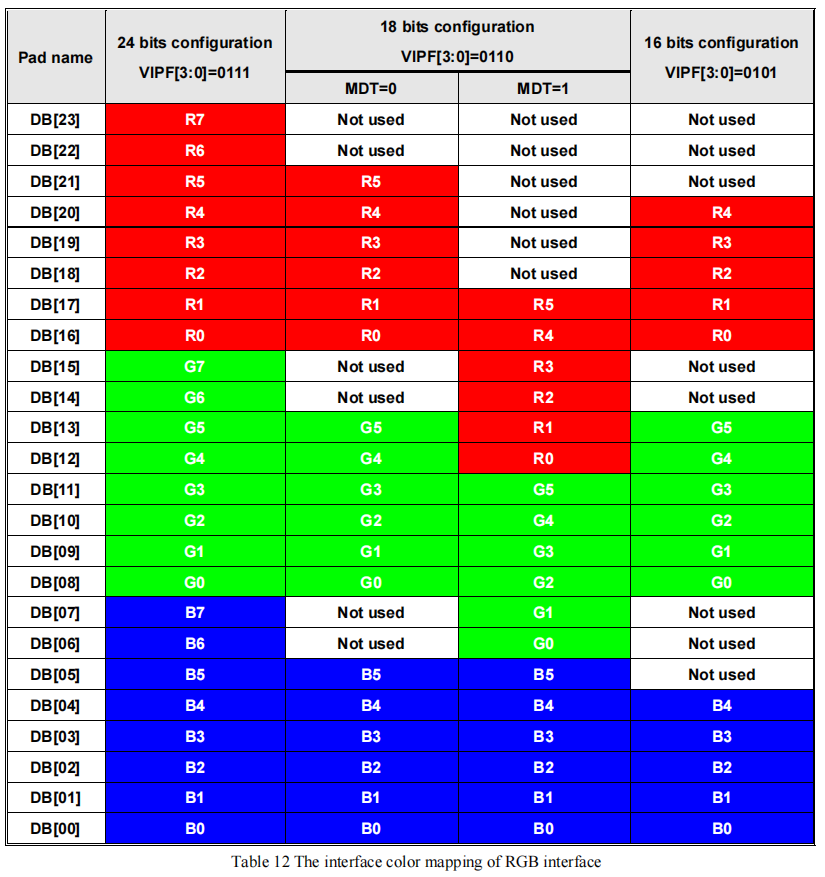 Pad name 24 bits configuration VIPF[3:0]=0111 18 bits configuration VIPF[3:0]=0110 16 bits configuration VIPF[3:0]=0101
MDT=0 MDT=1
DB[23] R7 Not used Not used Not used
DB[22] R6 Not used Not used Not used
DB[21] R5 R5 Not used Not used
DB[20] R4 R4 Not used R4
DB[19] R3 R3 Not used R3
DB[18] R2 R2 Not used R2
DB[17] R1 R1 R5 R1
DB[16] R0 R0 R4 R0
DB[15] G7 Not used R3 Not used
DB[14] G6 Not used R2 Not used
DB[13] G5 G5 R1 G5
DB[12] G4 G4 R0 G4
DB[11] G3 G3 G5 G3
DB[10] G2 G2 G4 G2
DB[09] G1 G1 G3 G1
DB[08] G0 G0 G2 G0
DB[07] B7 Not used G1 Not used
DB[06] B6 Not used G0 Not used
DB[05] B5 B5 B5 Not used
DB[04] B4 B4 B4 B4
DB[03] B3 B3 B3 B3
DB[02] B2 B2 B2 B2
DB[01] B1 B1 B1 B1
DB[00] B0 B0 B0 B0
Table 12 The interface color mapping of RGB interface